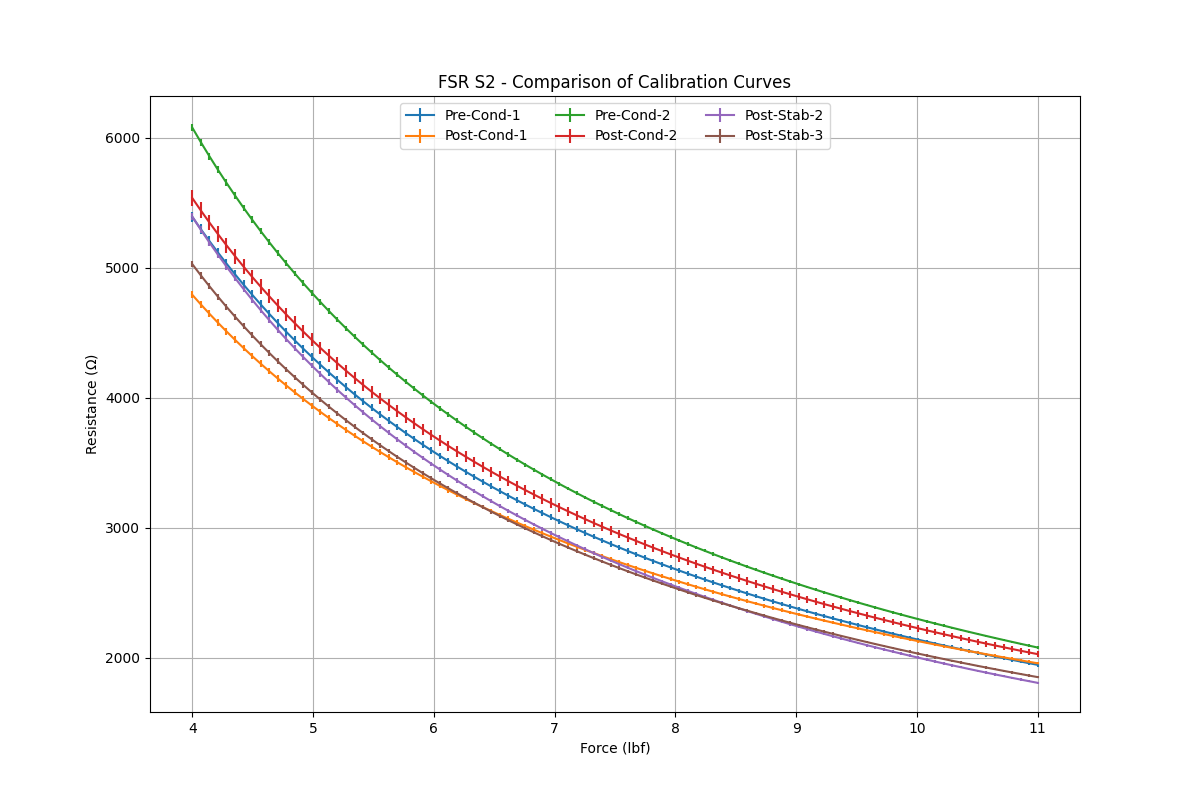 FSR S2 - Comparison of Calibration Curves
Pre-Cond-1 Pre-Cond-2 Post-Stab-2
Post-Cond-1 Post-Cond-2 Post-Stab-3
6000
5000
4000
3000
2000
Resistance (Ω)
4 5 6 7 8 9 10 11
Force (lbf)